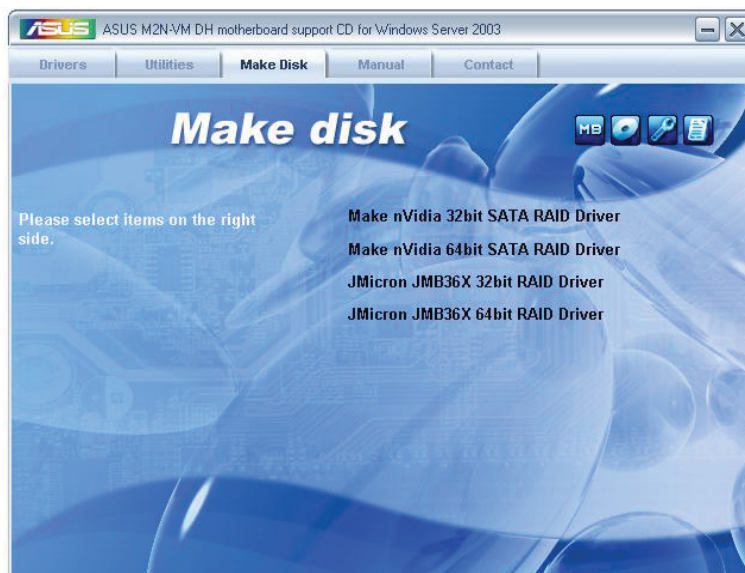 ASUS ASUS M2N-VM DH motherboard support CD for Windows Server 2003
Drivers Utilities Make Disk Manual Contact
Make disk
MB
Please select items on the right
side.
Make nVidia 32bit SATA RAID Driver
Make nVidia 64bit SATA RAID Driver
JMicron JMB36X 32bit RAID Driver
JMicron JMB36X 64bit RAID Driver